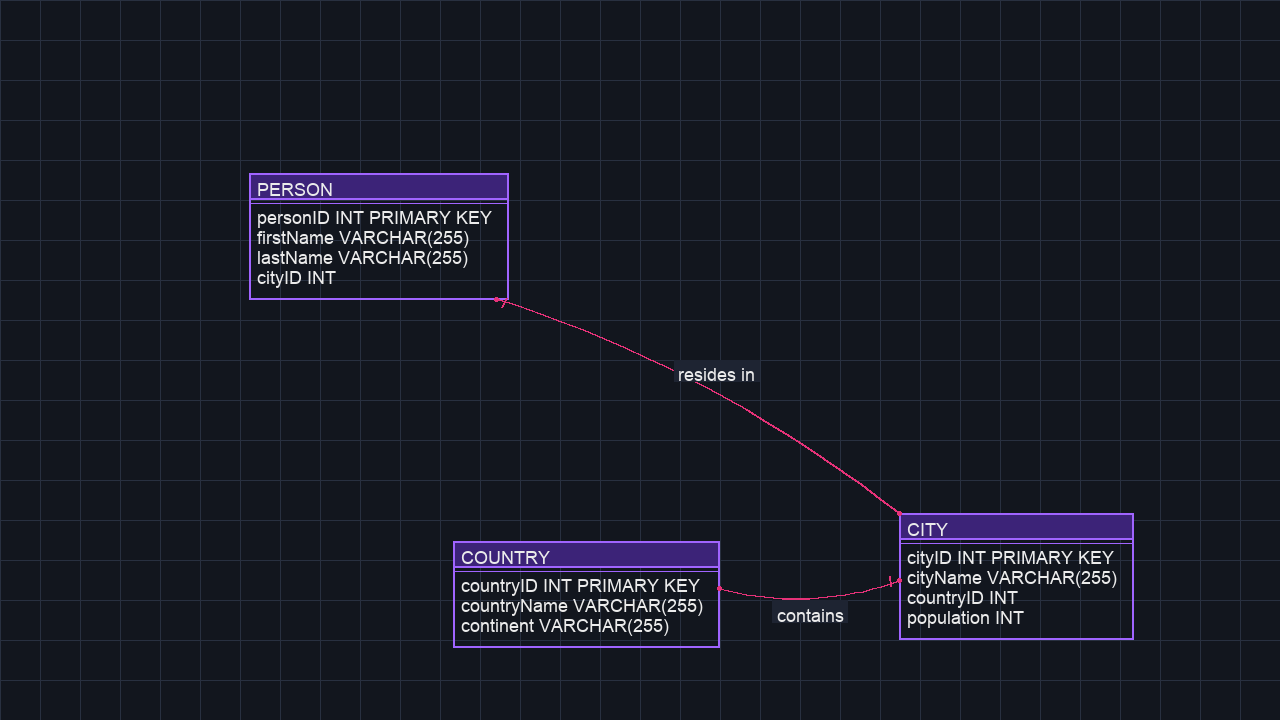 PERSON
personID INT PRIMARY KEY
firstName VARCHAR(255)
lastName VARCHAR(255)
cityID INT
resides in
CITY
cityID INT PRIMARY KEY
cityName VARCHAR(255)
countryID INT
population INT
COUNTRY
countryID INT PRIMARY KEY
countryName VARCHAR(255)
continent VARCHAR(255)
contains